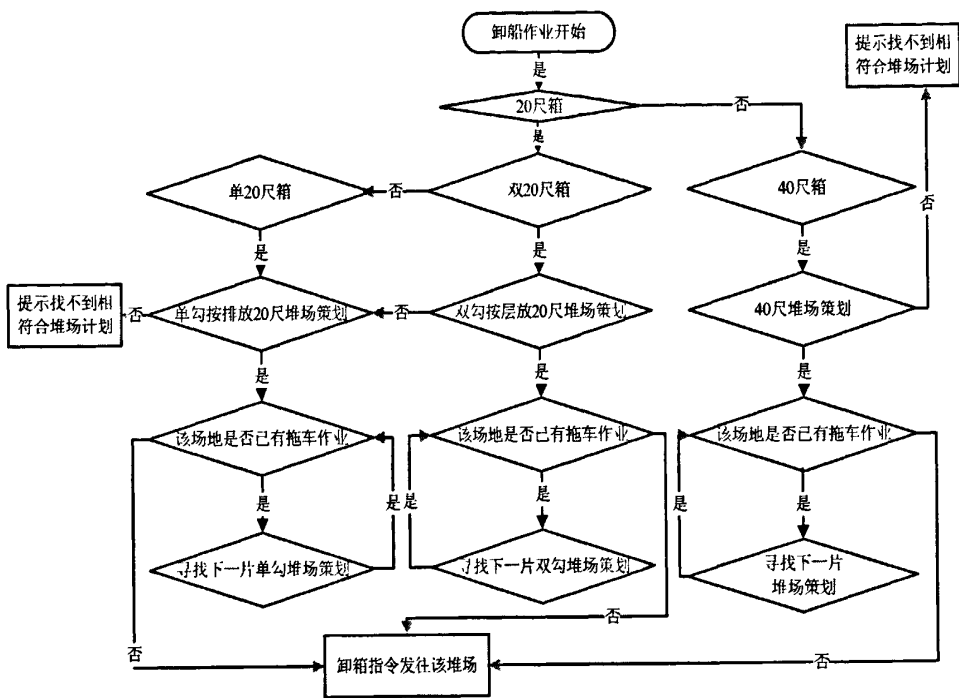 卸船作业开始
提示找不到相
符合堆场计划
是
20尺箱
否
是
单20尺箱
否
双20尺箱
40尺箱
否
是
是
是
提示找不到相
符合堆场计划
否
单勾按排放20尺堆场策划
否
双勾按层放20尺堆场策划
40尺堆场策划
是
是
是
该场地是否已有拖车作业
该场地是否已有拖车作业
该场地是否已有拖车作业
是
是
是
是
是
是
寻找下一片单勾堆场策划
寻找下一片双勾堆场策划
寻找下一片
堆场策划
否
否
卸箱指令发往该堆场
否